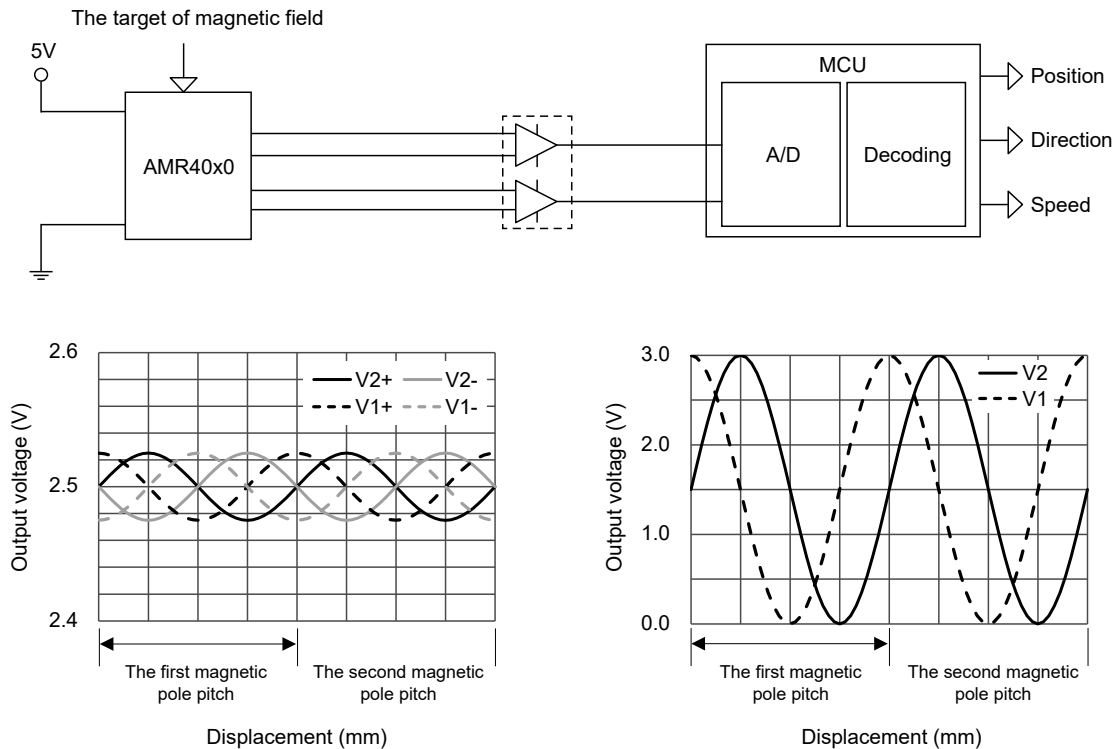 The target of magnetic field
5V
AMR40x0
MCU
A/D
Decoding
Position
Direction
Speed
2.6
2.5
2.4
Output voltage (V)
V2+
V2-
V1+
V1-
The first magnetic
pole pitch
The second magnetic
pole pitch
Displacement (mm)
3.0
2.0
1.0
0.0
Output voltage (V)
V2
V1
The first magnetic
pole pitch
The second magnetic
pole pitch
Displacement (mm)